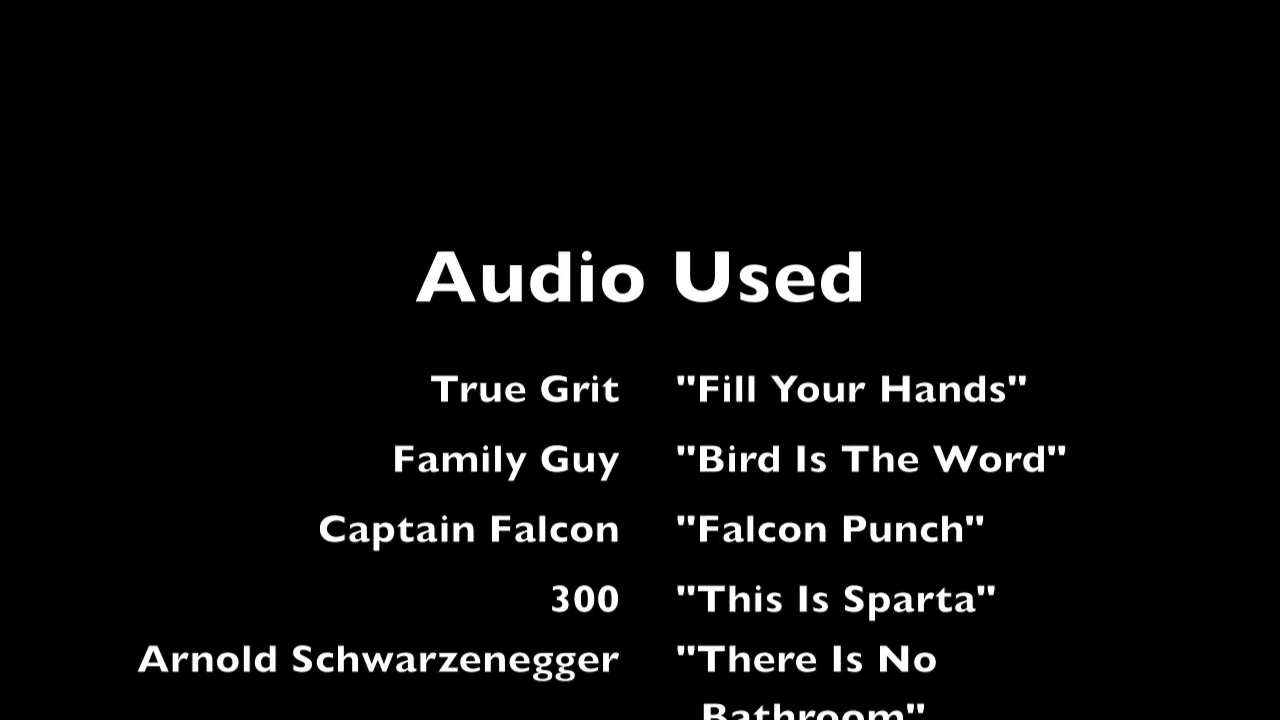 Audio Used
True Grit "Fill Your Hands"
Family Guy "Bird Is The Word"
Captain Falcon "Falcon Punch"
300 "This Is Sparta"
Arnold Schwarzenegger "There Is No
Bathroom"